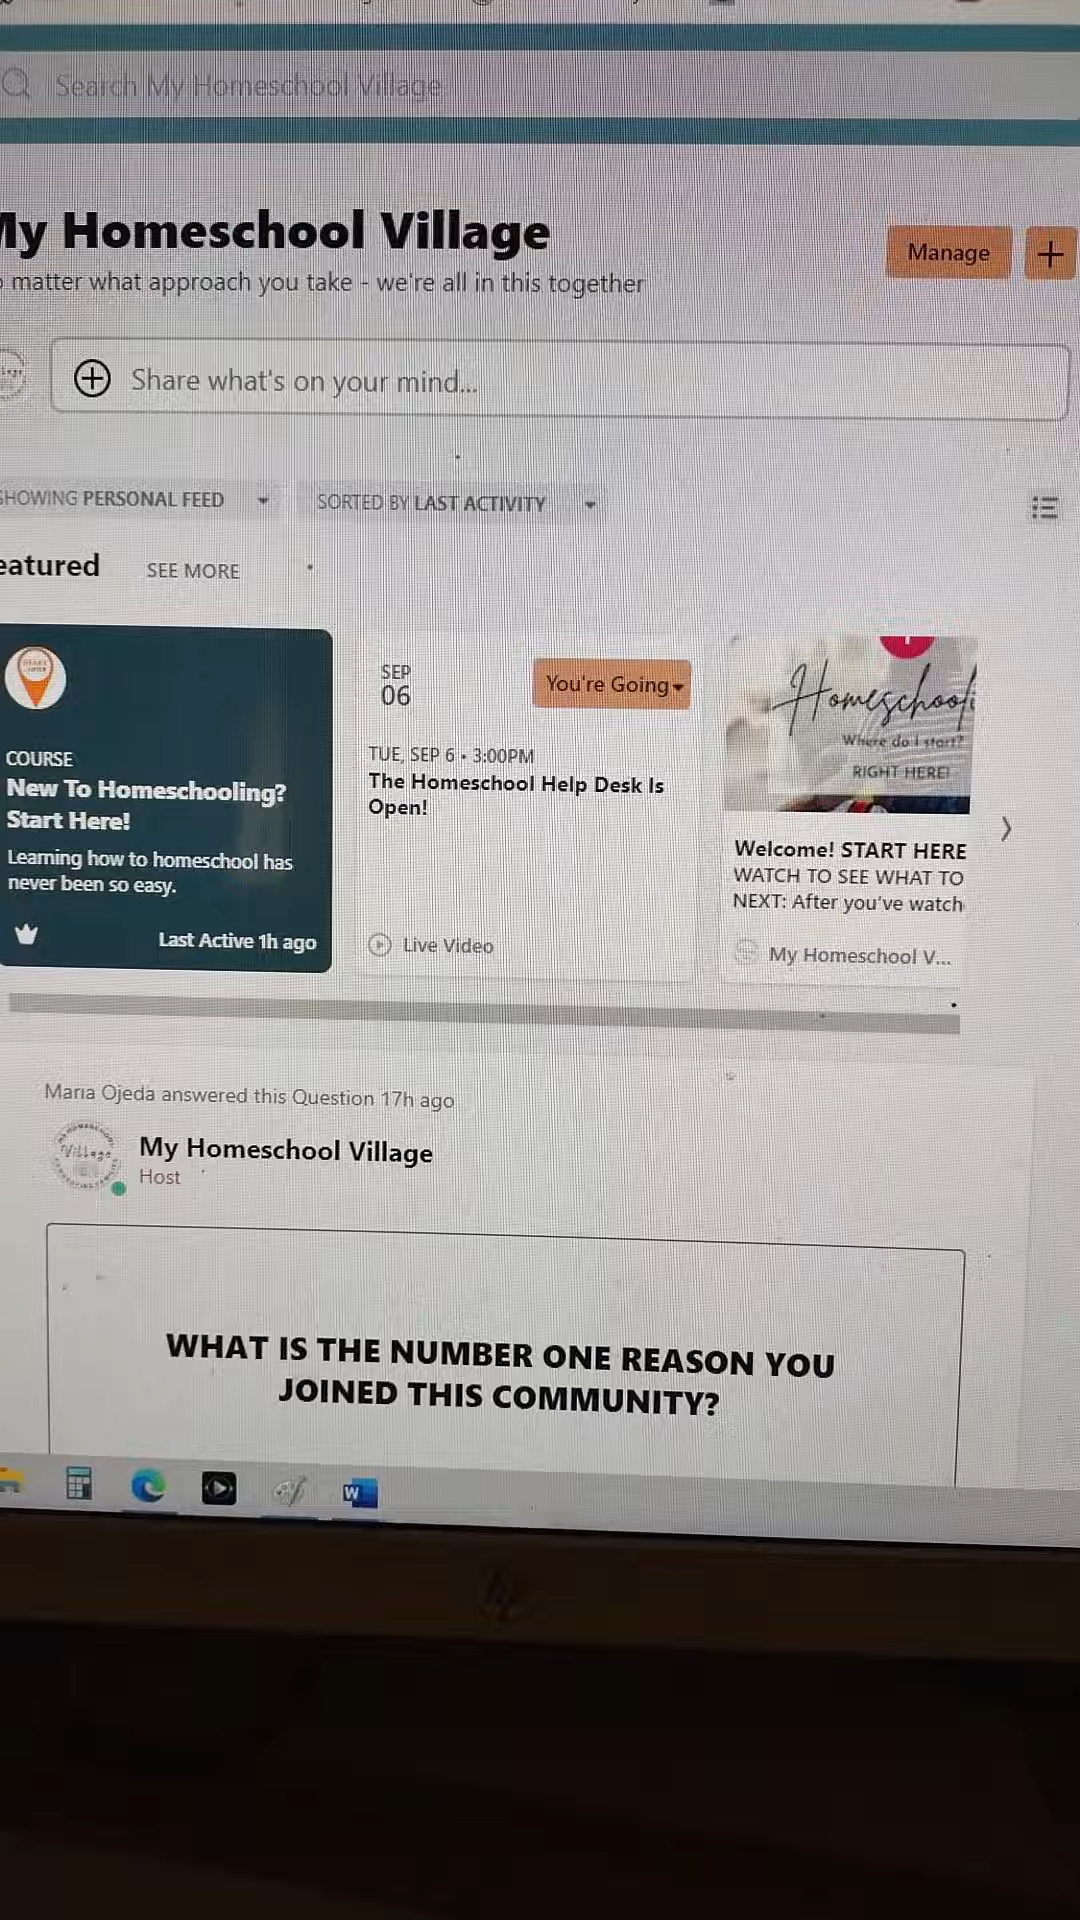 Search My Homeschool Village
My Homeschool Village
matter what approach you take - we're all in this together
Manage
+
Share what's on your mind...
SHOWING PERSONAL FEED
SORTED BY LAST ACTIVITY
eatured
SEE MORE
COURSE
New To Homeschooling?
Start Here!
Learning how to homeschool has
never been so easy.
Last Active 1h ago
SEP
06
You're Going
TUE, SEP 6 • 3:00PM
The Homeschool Help Desk Is
Open!
Live Video
Homeschooli
Where do I start?
RIGHT HERE!
Welcome! START HERE
WATCH TO SEE WHAT TO
NEXT: After you've watch
My Homeschool V...
Maria Ojeda answered this Question 17h ago
Village
My Homeschool Village
Host
WHAT IS THE NUMBER ONE REASON YOU
JOINED THIS COMMUNITY?
W
hp